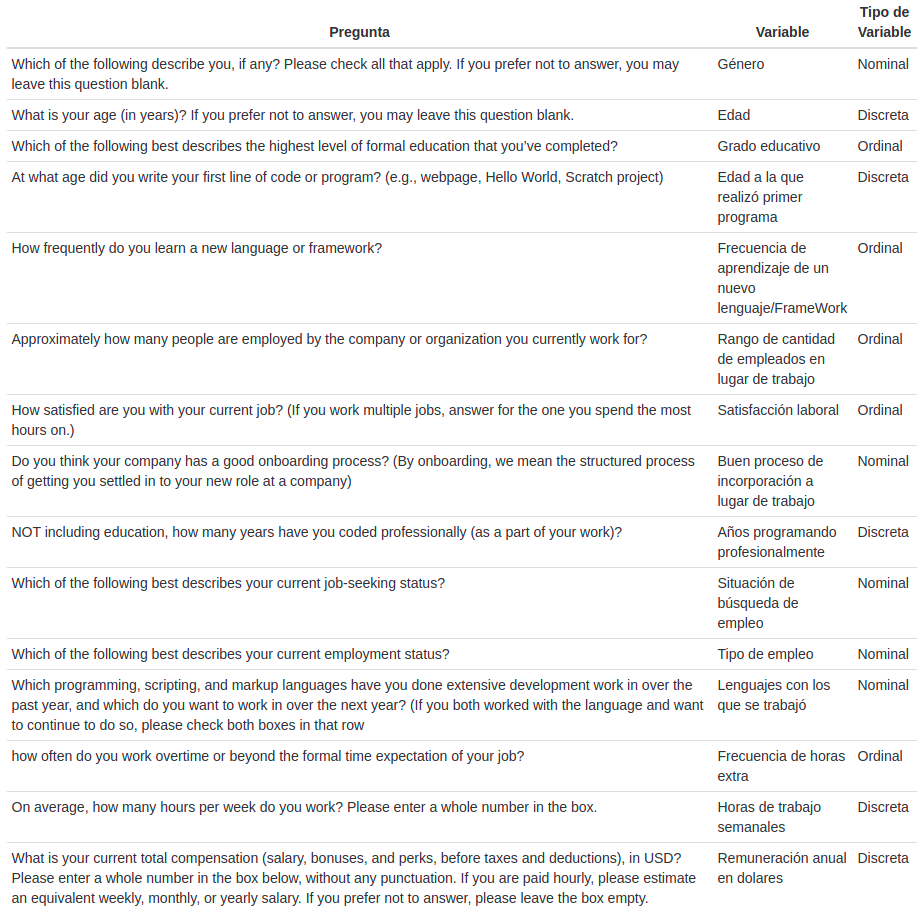 Pregunta Variable Tipo de Variable
Which of the following describe you, if any? Please check all that apply. If you prefer not to answer, you may Género Nominal
leave this question blank.
What is your age (in years)? If you prefer not to answer, you may leave this question blank. Edad Discreta
Which of the following best describes the highest level of formal education that you’ve completed? Grado educativo Ordinal
At what age did you write your first line of code or program? (e.g., webpage, Hello World, Scratch project) Edad a la que Discreta
realizó primer
programa
How frequently do you learn a new language or framework? Frecuencia de Ordinal
aprendizaje de un
nuevo
lenguaje/FrameWork
Approximately how many people are employed by the company or organization you currently work for? Rango de cantidad Ordinal
de empleados en
lugar de trabajo
How satisfied are you with your current job? (If you work multiple jobs, answer for the one you spend the most Satisfacción laboral Ordinal
hours on.)
Do you think your company has a good onboarding process? (By onboarding, we mean the structured process Buen proceso de Nominal
of getting you settled in to your new role at a company) incorporación a
lugar de trabajo
NOT including education, how many years have you coded professionally (as a part of your work)? Años programando Discreta
profesionalmente
Which of the following best describes your current job-seeking status? Situación de Nominal
búsqueda de
empleo
Which of the following best describes your current employment status? Tipo de empleo Nominal
Which programming, scripting, and markup languages have you done extensive development work in over the Lenguajes con los Nominal
past year, and which do you want to work in over the next year? (If you both worked with the language and want que se trabajó
to continue to do so, please check both boxes in that row
how often do you work overtime or beyond the formal time expectation of your job? Frecuencia de horas Ordinal
extra
On average, how many hours per week do you work? Please enter a whole number in the box. Horas de trabajo Discreta
semanales
What is your current total compensation (salary, bonuses, and perks, before taxes and deductions), in USD? Remuneración anual Discreta
Please enter a whole number in the box below, without any punctuation. If you are paid hourly, please estimate en dolares
an equivalent weekly, monthly, or yearly salary. If you prefer not to answer, please leave the box empty.